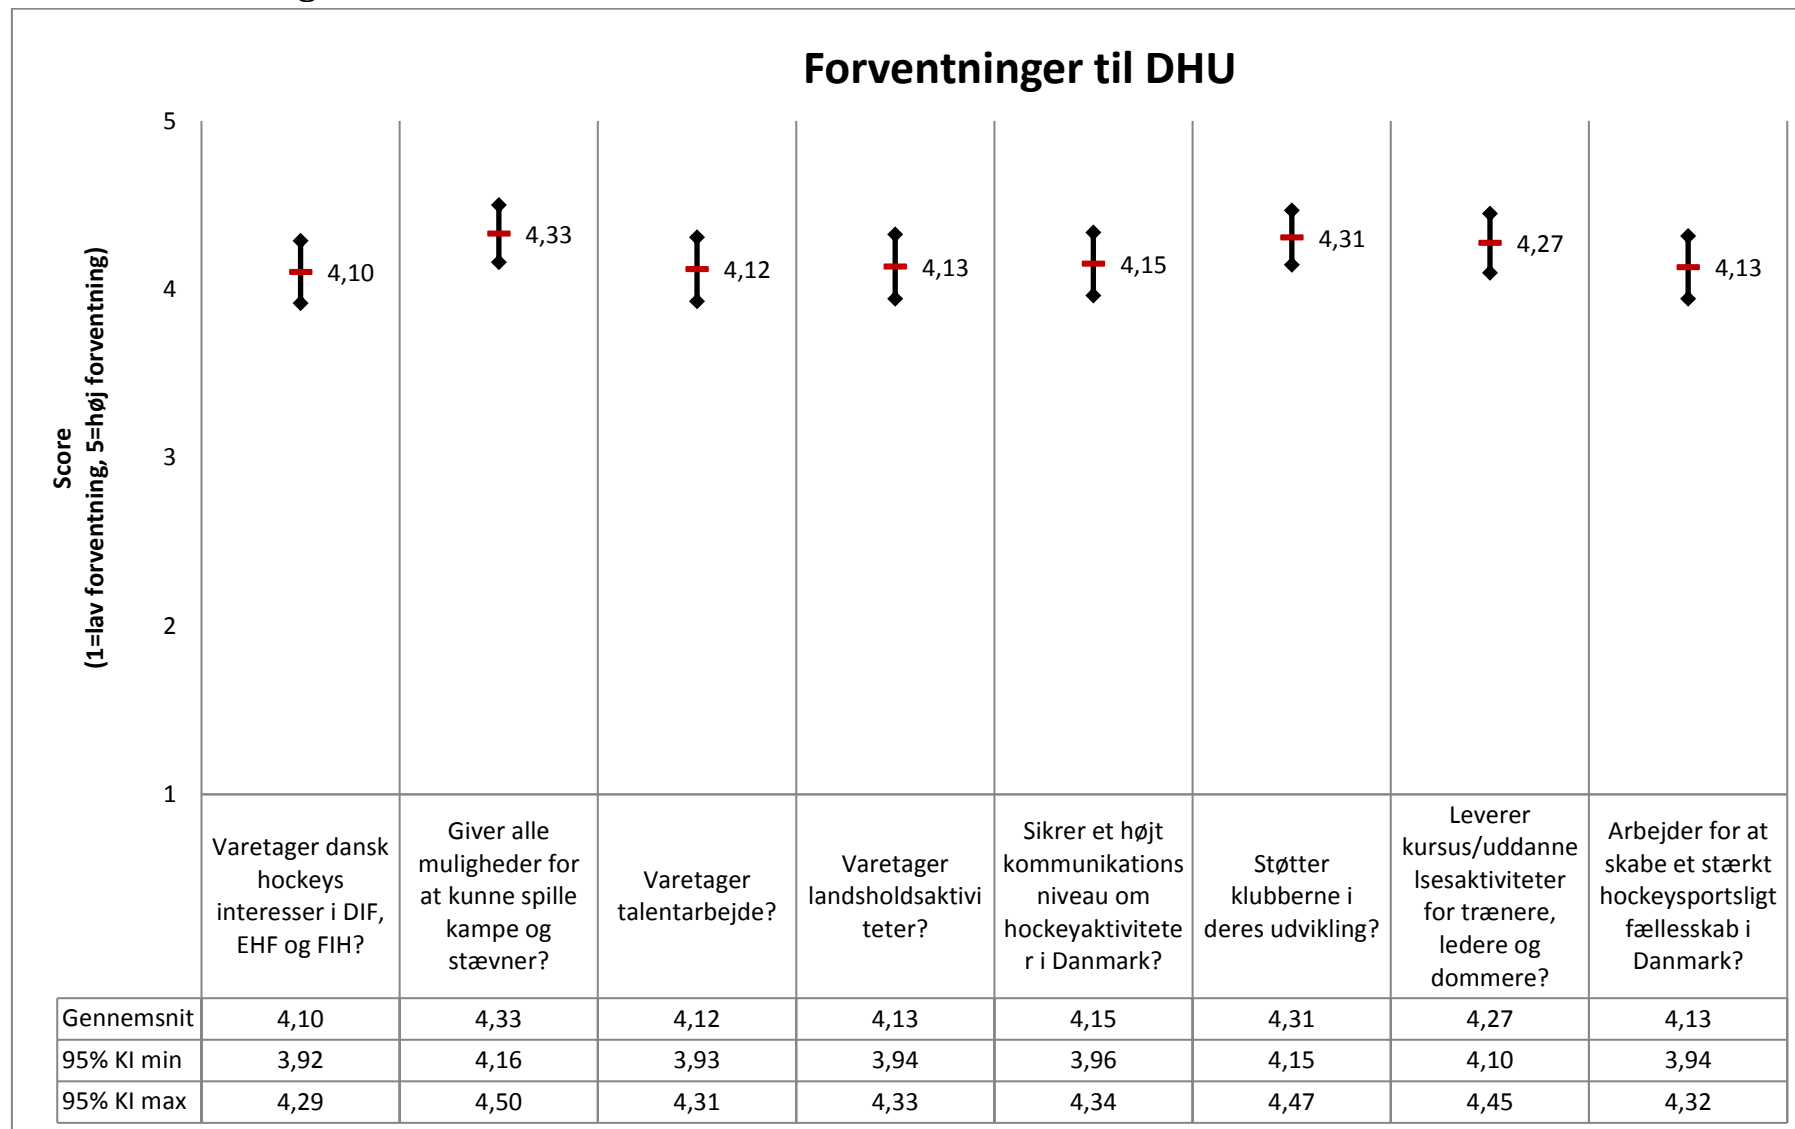 Forventninger til DHU
Score
(1=lav forventning, 5=høj forventning)
5
4
3
2
1
4,10
4,33
4,12
4,13
4,15
4,31
4,27
4,13
Varetager dansk
hockeys
interesser i DIF,
EHF og FIH?
Giver alle
muligheder for
at kunne spille
kampe og
stævner?
Varetager
talentarbejde?
Varetager
landsholdsaktivi
teter?
Sikrer et højt
kommunikations
niveau om
hockeyaktivitete
r i Danmark?
Støtter
klubberne i
deres udvikling?
Leverer
kursus/uddanne
lsesaktiviteter
for trænere,
ledere og
dommere?
Arbejder for at
skabe et stærkt
hockeysportsligt
fællesskab i
Danmark?
Gennemsnit 4,10 4,33 4,12 4,13 4,15 4,31 4,27 4,13
95% KI min 3,92 4,16 3,93 3,94 3,96 4,15 4,10 3,94
95% KI max 4,29 4,50 4,31 4,33 4,34 4,47 4,45 4,32